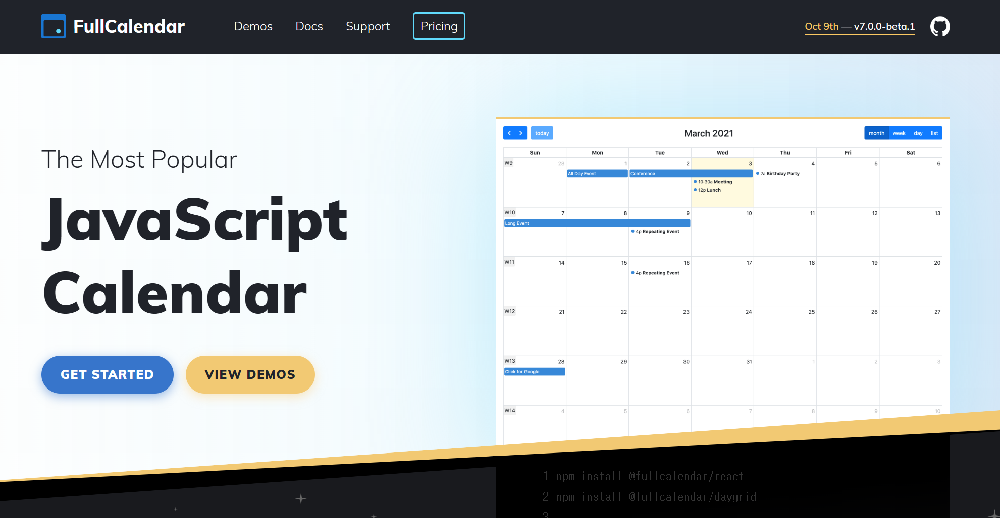 FullCalendar
Demos Docs Support Pricing
Oct 9th — v7.0.0-beta.1
The Most Popular
JavaScript
Calendar
GET STARTED VIEW DEMOS
today March 2021 month week day list
Sun Mon Tue Wed Thu Fri Sat
W9 28 1 2 3 4 5 6
All Day Event Conference 7a Birthday Party
10:30a Meeting
12p Lunch
W10 7 8 9 10 11 12 13
Long Event
4p Repeating Event
W11 14 15 16 17 18 19 20
4p Repeating Event
W12 21 22 23 24 25 26 27
W13 28 29 30 31 1 2 3
Click for Google
W14 4 5 6 7 8 9 10
1 npm install @fullcalendar/react
2 npm install @fullcalendar/daygrid
3